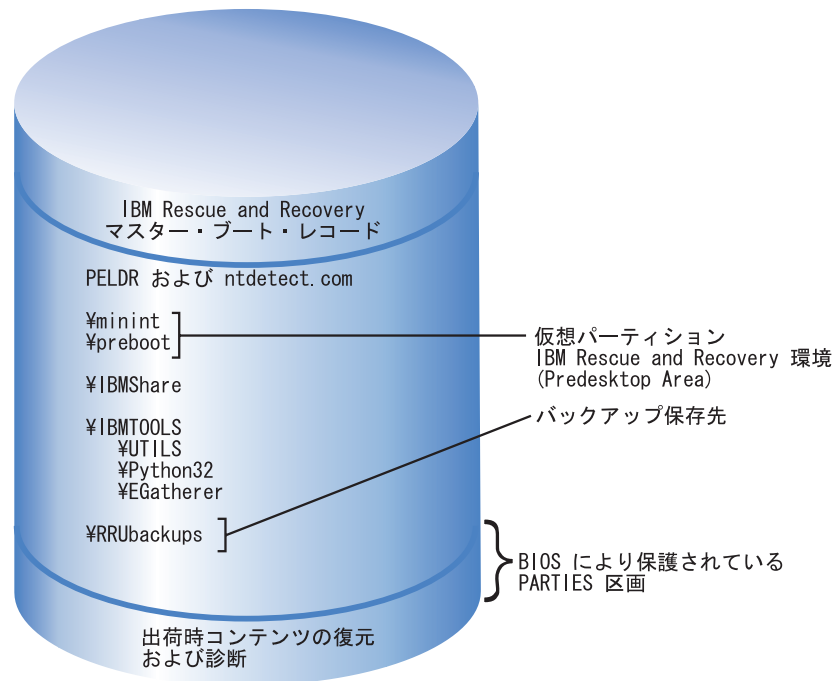 IBM Rescue and Recovery
マスター・ブート・レコード
PELDR および ntdetect.com
¥minint
¥preboot
仮想パーティション
IBM Rescue and Recovery 環境
(Predesktop Area)
¥IBMShare
バックアップ保存先
¥IBMTOOLS
¥UTILS
¥Python32
¥EGatherer
¥RRUbackups
BIOS により保護されている
PARTIES 区画
出荷時コンテンツの復元
および診断